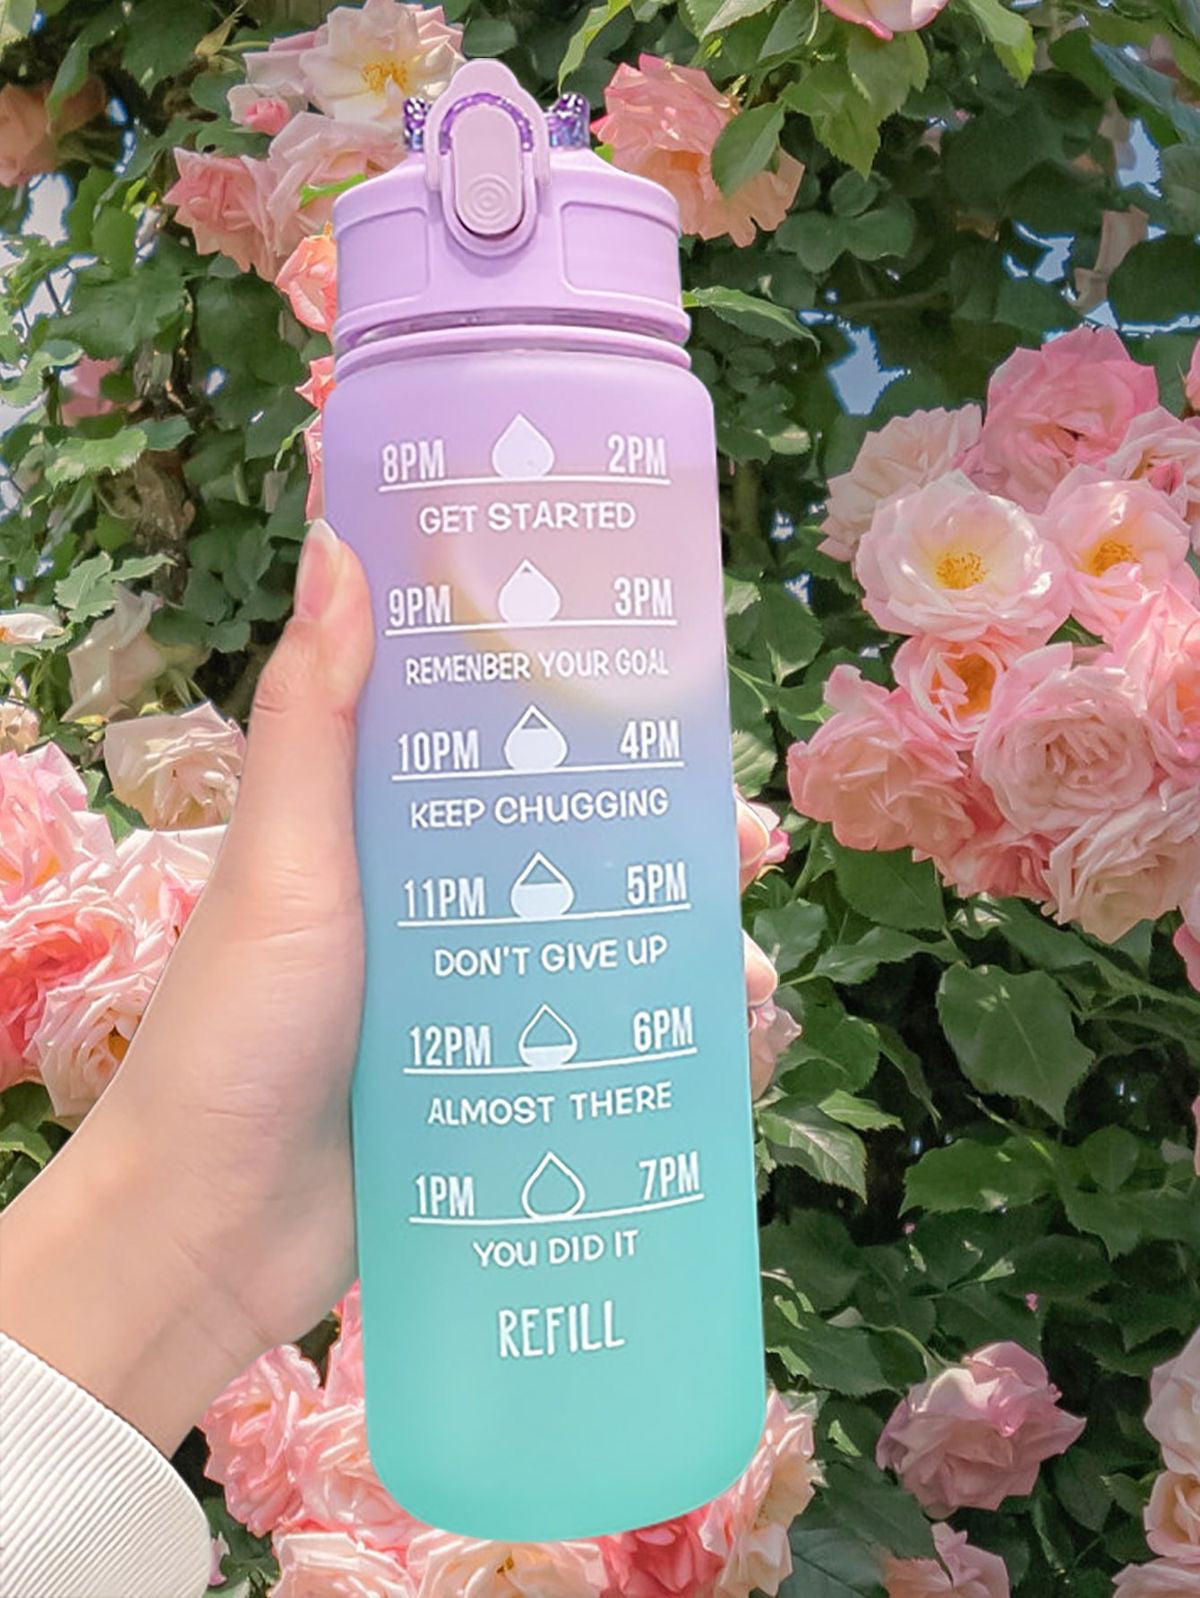 8PM 2PM
GET STARTED
9PM 3PM
REMENBER YOUR GOAL
10PM 4PM
KEEP CHUGGING
11PM 5PM
DON'T GIVE UP
12PM 6PM
ALMOST THERE
1PM 7PM
YOU DID IT
REFILL